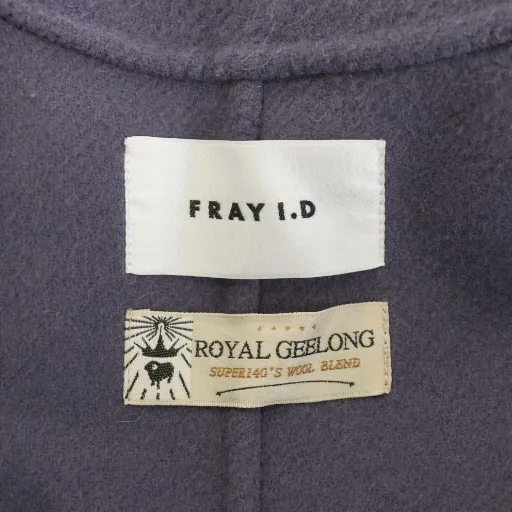 FRAY I.D
ROYAL GEELONG
SUPER140'S WOOL BLEND